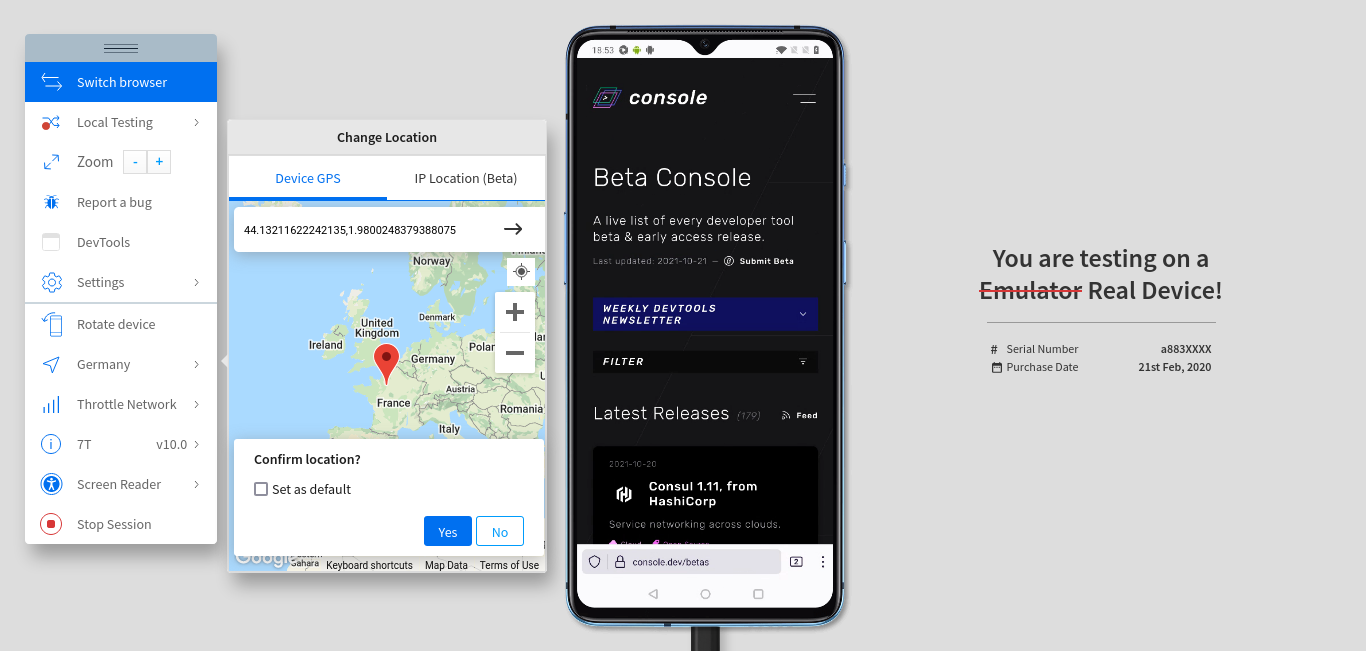 Switch browser
Local Testing
Zoom - +
Report a bug
DevTools
Settings
Rotate device
Germany
Throttle Network
7T v10.0
Screen Reader
Stop Session
Change Location
Device GPS IP Location (Beta)
44.13211622242135,1.9800248379388075
Norway
United
Kingdom
Denmark
Ireland
Germany
Austria
France
Romania
Italy
Confirm location?
Set as default
Yes No
Google
Sahara
Keyboard shortcuts Map Data Terms of Use
18.53
console
Beta Console
A live list of every developer tool
beta & early access release.
Last updated: 2021-10-21 — Submit Beta
WEEKLY DEVTOOLS
NEWSLETTER
FILTER
Latest Releases (179) Feed
2021-10-20
Consul 1.11, from
HashiCorp
Service networking across clouds.
Cloud Open Source
console.dev/betas 2
You are testing on a
Emulator Real Device!
# Serial Number a883XXXX
Purchase Date 21st Feb, 2020